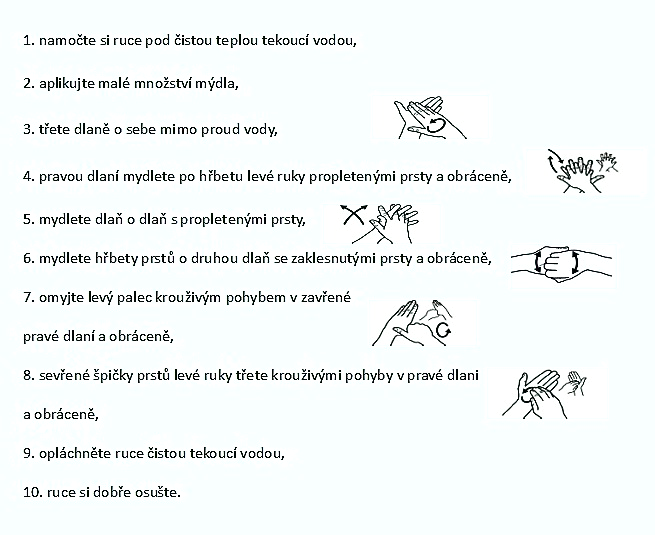 1. namočte si ruce pod čistou teplou tekoucí vodou,
2. aplikujte malé množství mýdla,
3. třete dlaně o sebe mimo proud vody,
4. pravou dlaní mydlete po hřbetu levé ruky propletenými prsty a obráceně,
5. mydlete dlaň o dlaň s propletenými prsty,
6. mydlete hřbety prstů o druhou dlaň se zaklesnutými prsty a obráceně,
7. omyjte levý palec krouživým pohybem v zavřené
pravé dlaní a obráceně,
8. sevřené špičky prstů levé ruky třete krouživými pohyby v pravé dlani
a obráceně,
9. opláchněte ruce čistou tekoucí vodou,
10. ruce si dobře osušte.